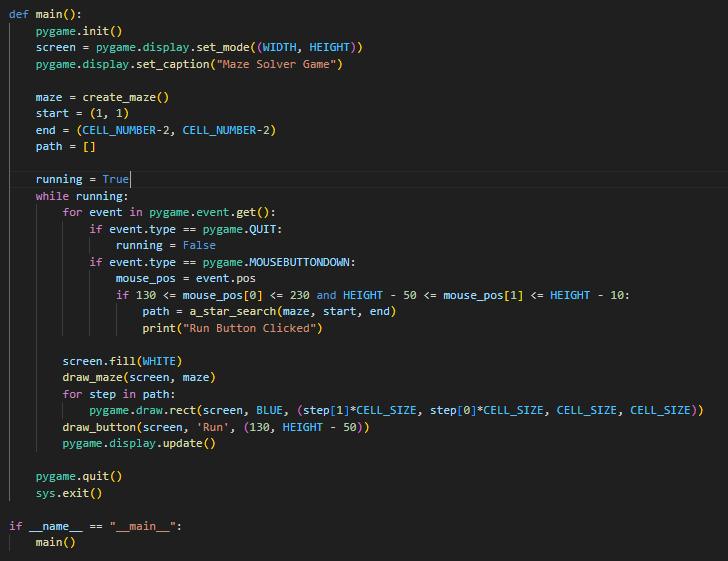 def main():
    pygame.init()
    screen = pygame.display.set_mode((WIDTH, HEIGHT))
    pygame.display.set_caption("Maze Solver Game")

    maze = create_maze()
    start = (1, 1)
    end = (CELL_NUMBER-2, CELL_NUMBER-2)
    path = []

    running = True
    while running:
        for event in pygame.event.get():
            if event.type == pygame.QUIT:
                running = False
            if event.type == pygame.MOUSEBUTTONDOWN:
                mouse_pos = event.pos
                if 130 <= mouse_pos[0] <= 230 and HEIGHT - 50 <= mouse_pos[1] <= HEIGHT - 10:
                    path = a_star_search(maze, start, end)
                    print("Run Button Clicked")

        screen.fill(WHITE)
        draw_maze(screen, maze)
        for step in path:
            pygame.draw.rect(screen, BLUE, (step[1]*CELL_SIZE, step[0]*CELL_SIZE, CELL_SIZE, CELL_SIZE))
        draw_button(screen, 'Run', (130, HEIGHT - 50))
        pygame.display.update()

    pygame.quit()
    sys.exit()

if __name__ == "__main__":
    main()